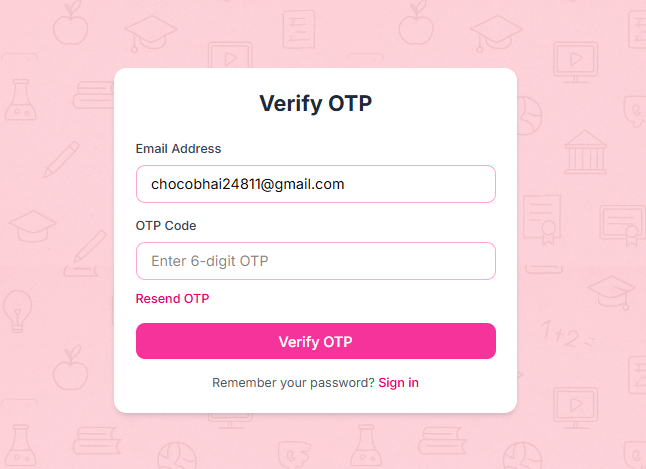 Verify OTP
Email Address
chocobhai24811@gmail.com
OTP Code
Enter 6-digit OTP
Resend OTP
Verify OTP
Remember your password? Sign in
1+2=